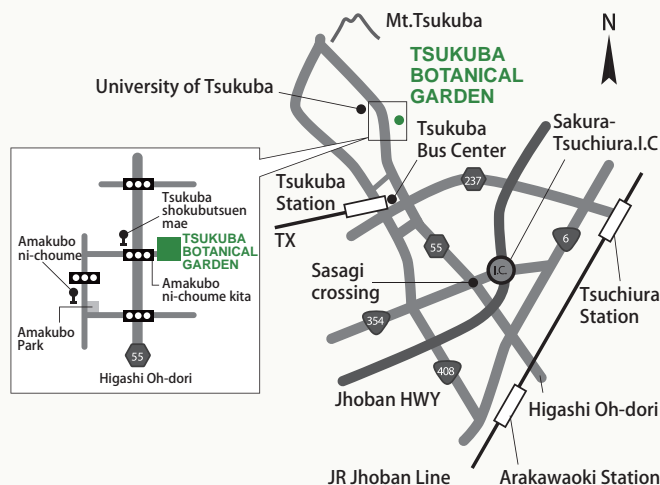 Mt.Tsukuba
N
TSUKUBA
BOTANICAL
GARDEN
University of Tsukuba
Tsukuba
Bus Center
Sakura-
Tsuchiura.I.C
Tsukuba
Station
237
TX
55
6
I.C.
Sasagi
crossing
Tsuchiura
Station
354
408
Jhoban HWY
Higashi Oh-dori
JR Jhoban Line
Arakawaoki Station
Tsukuba
shokubutsuen
mae
Amakubo
ni-choume
TSUKUBA
BOTANICAL
GARDEN
Amakubo
ni-choume kita
Amakubo
Park
55
Higashi Oh-dori